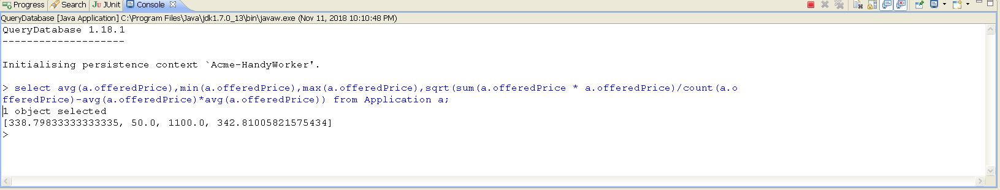 Progress Search JUnit Console
QueryDatabase [Java Application] C:\Program Files\Java\jdk1.7.0_13\bin\javaw.exe (Nov 11, 2018 10:10:48 PM)
QueryDatabase 1.18.1
--------------------
Initialising persistence context `Acme-HandyWorker'.
> select avg(a.offeredPrice),min(a.offeredPrice),max(a.offeredPrice),sqrt(sum(a.offeredPrice * a.offeredPrice)/count(a.o
fferedPrice)-avg(a.offeredPrice)*avg(a.offeredPrice)) from Application a;
1 object selected
[338.79833333333335, 50.0, 1100.0, 342.81005821575434]
>